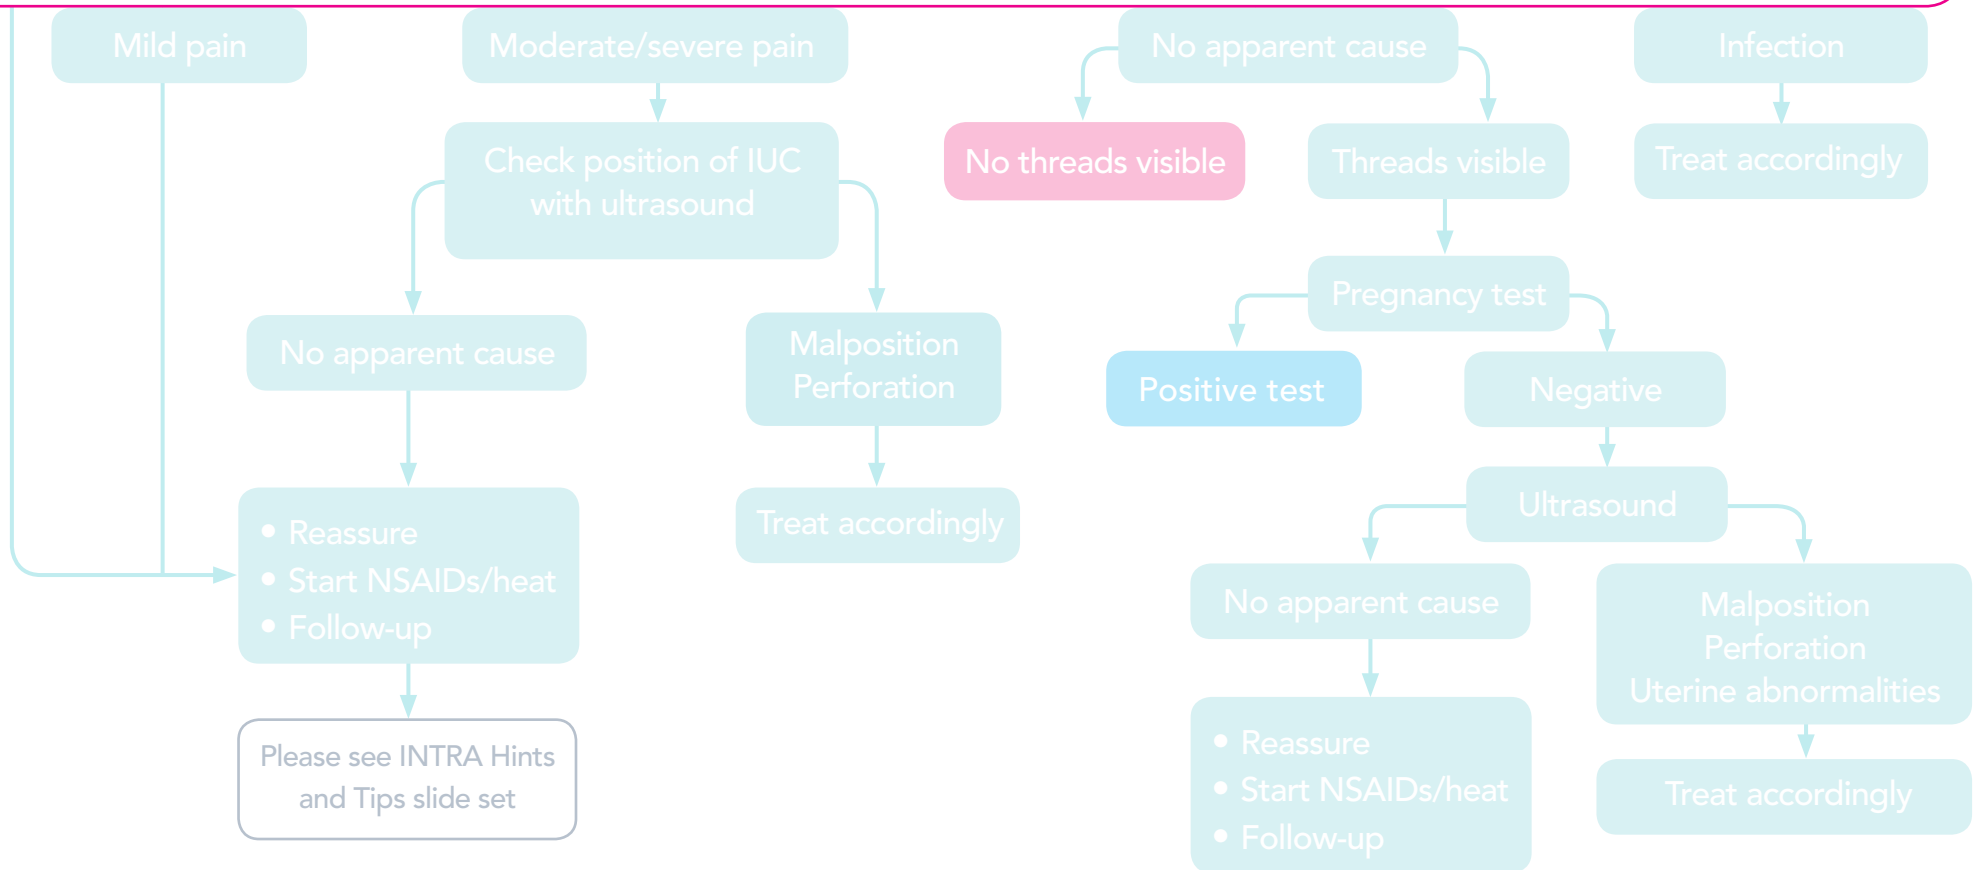 Mild pain
Moderate/severe pain
No apparent cause
Infection
Check position of IUC
with ultrasound
No threads visible
Threads visible
Treat accordingly
Pregnancy test
No apparent cause
Malposition
Perforation
Positive test
Negative
• Reassure
• Start NSAIDs/heat
• Follow-up
Treat accordingly
Ultrasound
No apparent cause
Malposition
Perforation
Uterine abnormalities
Please see INTRA Hints
and Tips slide set
• Reassure
• Start NSAIDs/heat
• Follow-up
Treat accordingly